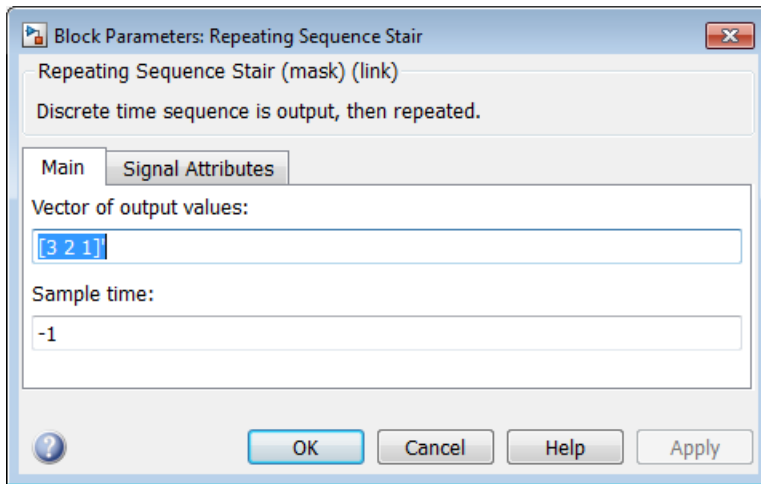 Block Parameters: Repeating Sequence Stair
Repeating Sequence Stair (mask) (link)
Discrete time sequence is output, then repeated.
Main
Signal Attributes
Vector of output values:
[3 2 1]'
Sample time:
-1
?
OK
Cancel
Help
Apply